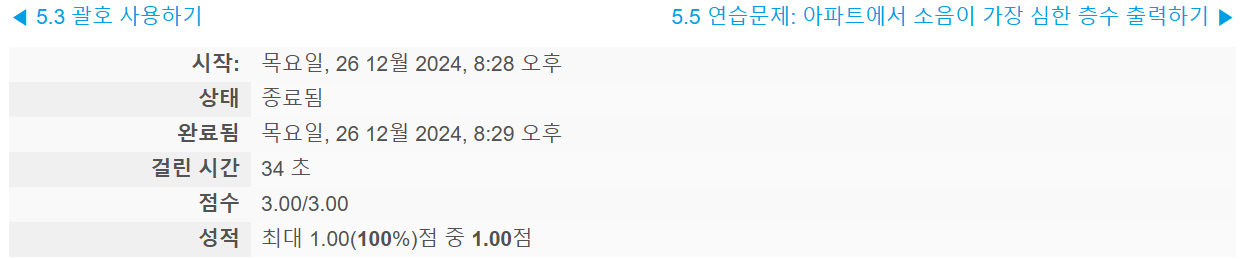 ◀ 5.3 괄호 사용하기 5.5 연습문제: 아파트에서 소음이 가장 심한 층수 출력하기 ▶
시작: 목요일, 26 12월 2024, 8:28 오후
상태 종료됨
완료됨 목요일, 26 12월 2024, 8:29 오후
걸린 시간 34 초
점수 3.00/3.00
성적 최대 1.00(100%)점 중 1.00점